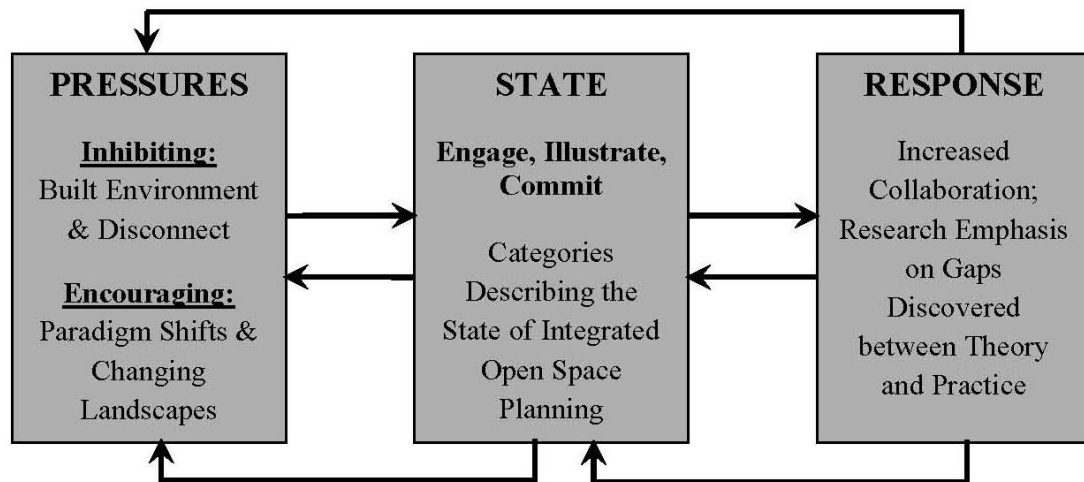 PRESSURES
Inhibiting:
Built Environment
& Disconnect
Encouraging:
Paradigm Shifts &
Changing
Landscapes
STATE
Engage, Illustrate,
Commit
Categories
Describing the
State of Integrated
Open Space
Planning
RESPONSE
Increased
Collaboration;
Research Emphasis
on Gaps
Discovered
between Theory
and Practice